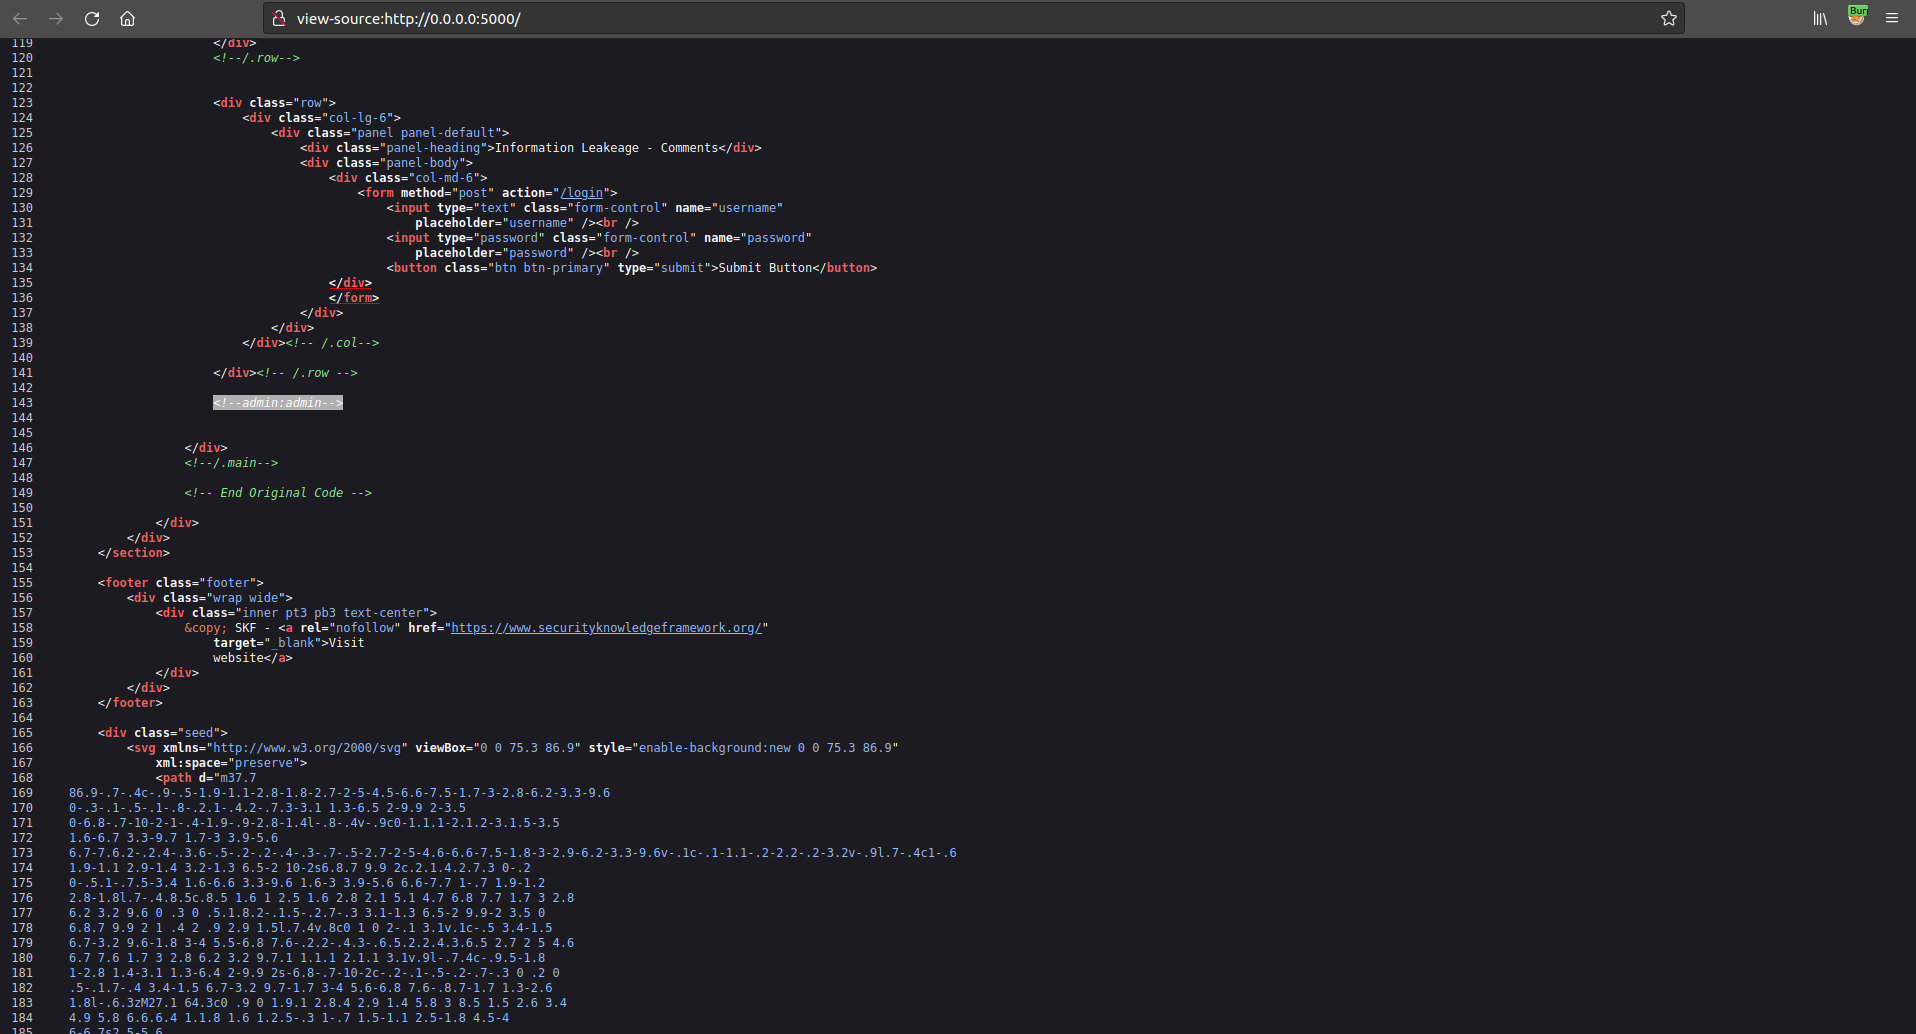 view-source:http://0.0.0.0:5000/
Burp
119 </div>
120 <!--/.row-->
121
122
123 <div class="row">
124 <div class="col-lg-6">
125 <div class="panel panel-default">
126 <div class="panel-heading">Information Leakeage - Comments</div>
127 <div class="panel-body">
128 <div class="col-md-6">
129 <form method="post" action="/login">
130 <input type="text" class="form-control" name="username"
131 placeholder="username" /><br />
132 <input type="password" class="form-control" name="password"
133 placeholder="password" /><br />
134 <button class="btn btn-primary" type="submit">Submit Button</button>
135 </div>
136 </form>
137 </div>
138 </div>
139 </div><!-- /.col-->
140
141 </div><!-- /.row -->
142
143 <!--admin:admin-->
144
145
146 </div>
147 <!--/.main-->
148
149 <!-- End Original Code -->
150
151 </div>
152 </div>
153 </section>
154
155 <footer class="footer">
156 <div class="wrap wide">
157 <div class="inner pt3 pb3 text-center">
158 &copy; SKF - <a rel="nofollow" href="https://www.securityknowledgeframework.org/"
159 target="_blank">Visit
160 website</a>
161 </div>
162 </div>
163 </footer>
164
165 <div class="seed">
166 <svg xmlns="http://www.w3.org/2000/svg" viewBox="0 0 75.3 86.9" style="enable-background:new 0 0 75.3 86.9"
167 xml:space="preserve">
168 <path d="m37.7
169 86.9-.7-.4c-.9-.5-1.9-1.1-2.8-1.8-2.7-2-5-4.5-6.6-7.5-1.7-3-2.8-6.2-3.3-9.6
170 0-.3-.1-.5-.1-.8-.2.1-.4.2-.7.3-3.1 1.3-6.5 2-9.9 2-3.5
171 0-6.8-.7-10-2-1-.4-1.9-.9-2.8-1.4l-.8-.4v-.9c0-1.1.1-2.1.2-3.1.5-3.5
172 1.6-6.7 3.3-9.7 1.7-3 3.9-5.6
173 6.7-7.6.2-.2.4-.3.6-.5-.2-.2-.4-.3-.7-.5-2.7-2-5-4.6-6.6-7.5-1.8-3-2.9-6.2-3.3-9.6v-.1c-.1-1.1-.2-2.2-.2-3.2v-.9l.7-.4c1-.6
174 1.9-1.1 2.9-1.4 3.2-1.3 6.5-2 10-2s6.8.7 9.9 2c.2.1.4.2.7.3 0-.2
175 0-.5.1-.7.5-3.4 1.6-6.6 3.3-9.6 1.6-3 3.9-5.6 6.6-7.7 1-.7 1.9-1.2
176 2.8-1.8l.7-.4.8.5c.8.5 1.6 1 2.5 1.6 2.8 2.1 5.1 4.7 6.8 7.7 1.7 3 2.8
177 6.2 3.2 9.6 0 .3 0 .5.1.8.2-.1.5-.2.7-.3 3.1-1.3 6.5-2 9.9-2 3.5 0
178 6.8.7 9.9 2 1 .4 2 .9 2.9 1.5l.7.4v.8c0 1 0 2-.1 3.1v.1c-.5 3.4-1.5
179 6.7-3.2 9.6-1.8 3-4 5.5-6.8 7.6-.2.2-.4.3-.6.5.2.2.4.3.6.5 2.7 2 5 4.6
180 6.7 7.6 1.7 3 2.8 6.2 3.2 9.7.1 1.1.1 2.1.1 3.1v.9l-.7.4c-.9.5-1.8
181 1-2.8 1.4-3.1 1.3-6.4 2-9.9 2s-6.8-.7-10-2c-.2-.1-.5-.2-.7-.3 0 .2 0
182 .5-.1.7-.4 3.4-1.5 6.7-3.2 9.7-1.7 3-4 5.6-6.8 7.6-.8.7-1.7 1.3-2.6
183 1.8l-.6.3zM27.1 64.3c0 .9 0 1.9.1 2.8.4 2.9 1.4 5.8 3 8.5 1.5 2.6 3.4
184 4.9 5.8 6.6.6.4 1.1.8 1.6 1.2.5-.3 1-.7 1.5-1.1 2.5-1.8 4.5-4
185 6-6.7s2.5-5.6